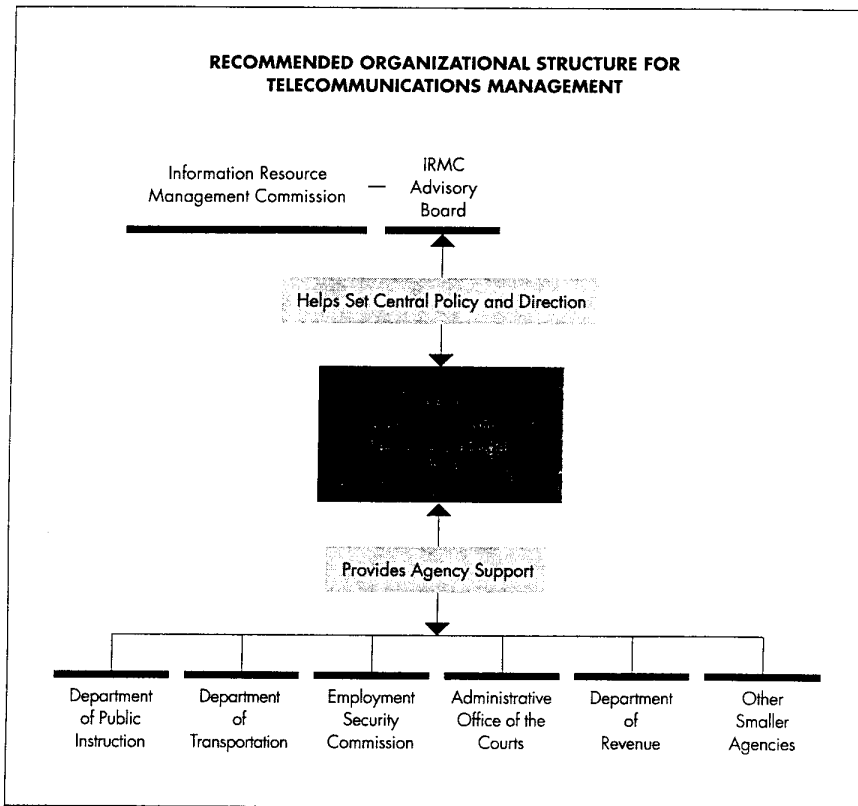 RECOMMENDED ORGANIZATIONAL STRUCTURE FOR
TELECOMMUNICATIONS MANAGEMENT
Information Resource
Management Commission
—
IRMC
Advisory
Board
Helps Set Central Policy and Direction
Provides Agency Support
Department
of Public
Instruction
Department
of
Transportation
Employment
Security
Commission
Administrative
Office of the
Courts
Department
of
Revenue
Other
Smaller
Agencies